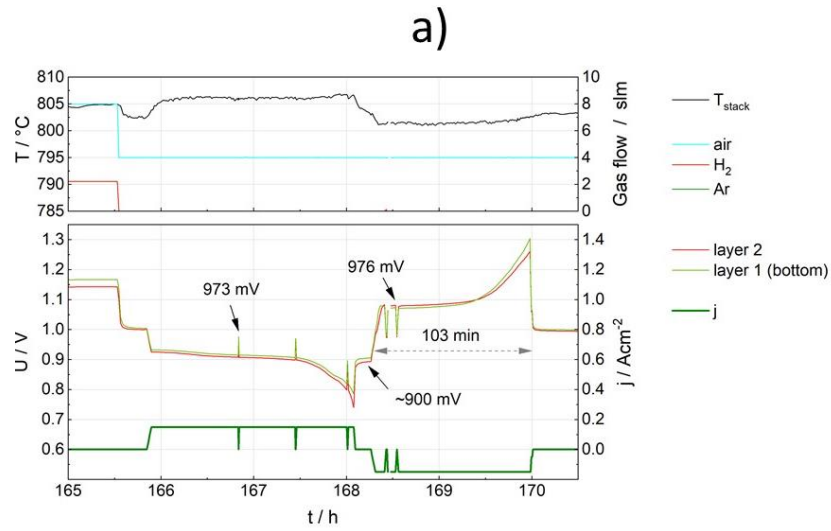 a)
810
805
800
795
790
785
T / °C
10
8
6
4
2
0
Gas flow / slm
T_stack
air
H₂
Ar
1.3
1.2
1.1
1.0
0.9
0.8
0.7
0.6
U / V
973 mV
976 mV
103 min
~900 mV
1.4
1.2
1.0
0.8
0.6
0.4
0.2
0.0
j / Acm⁻²
layer 2
layer 1 (bottom)
j
165
166
167
168
169
170
t / h